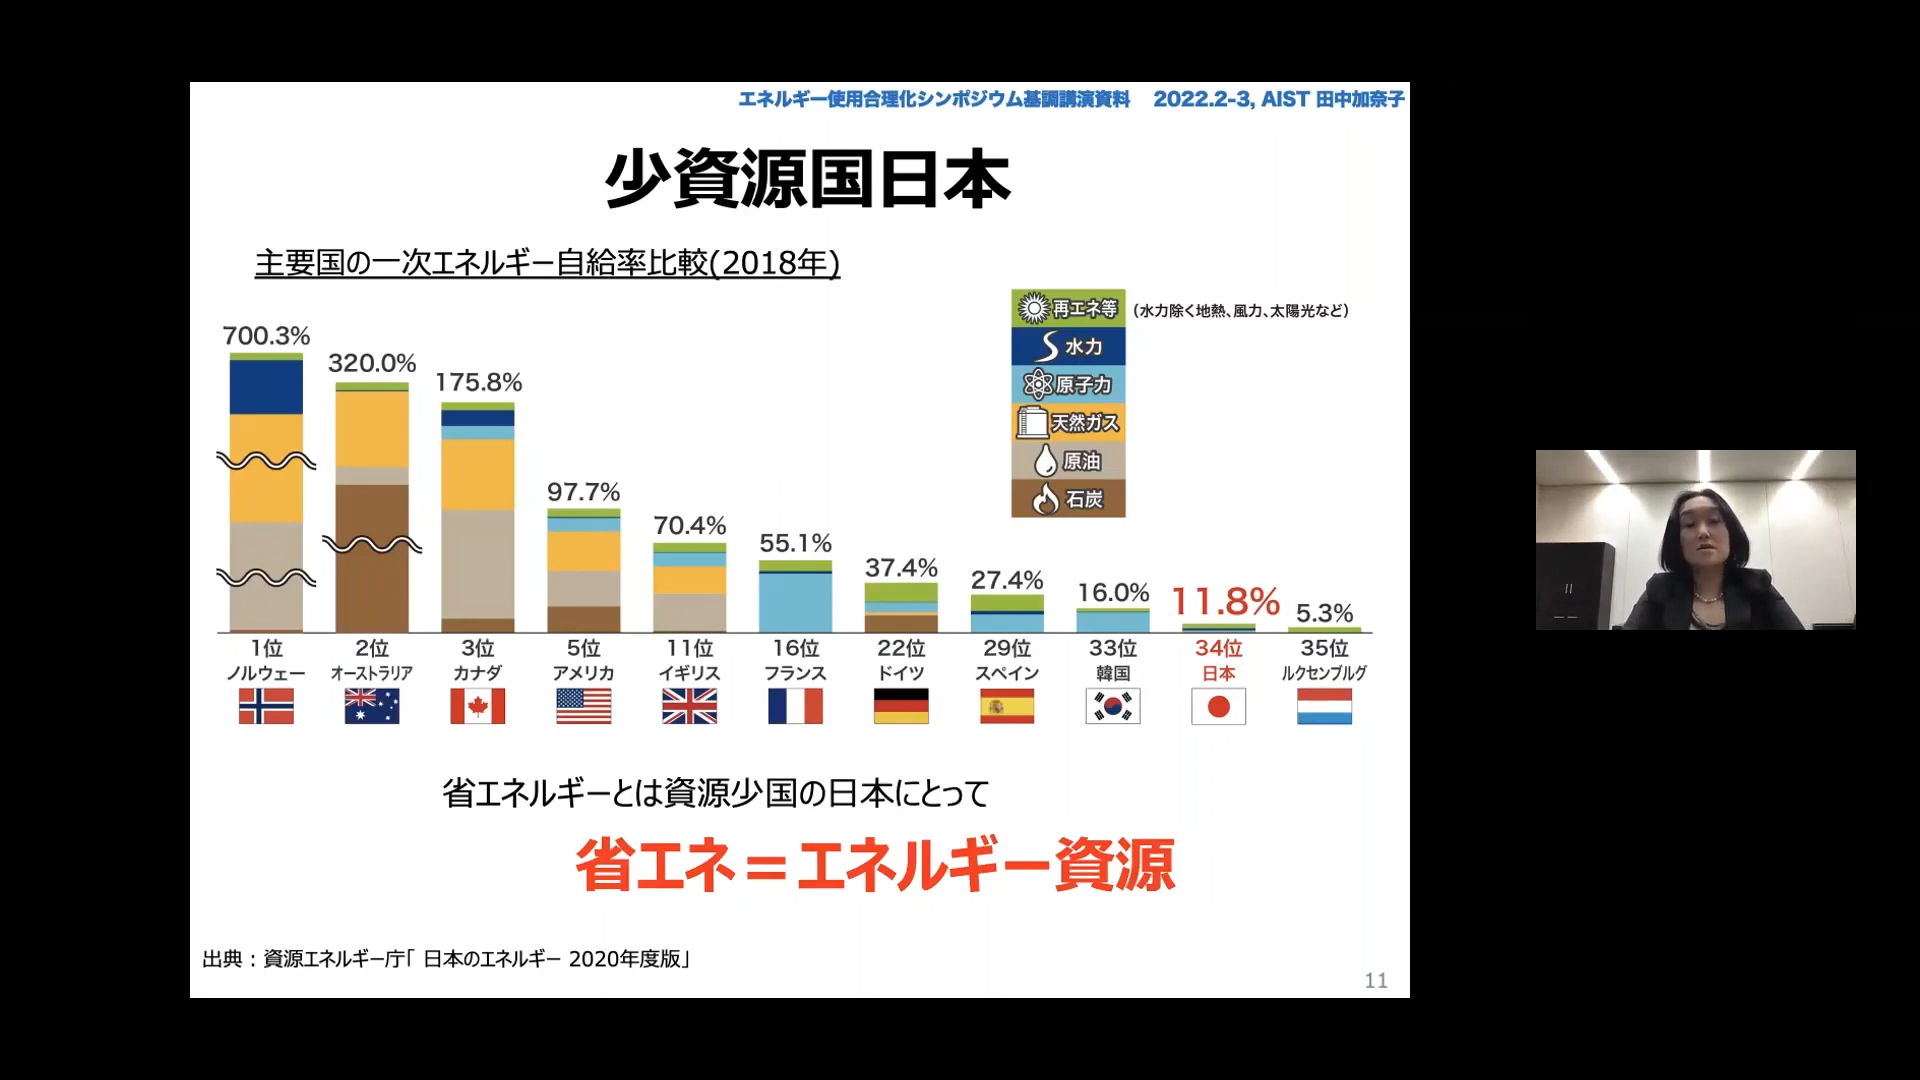 エネルギー使用合理化シンポジウム基調講演資料 2022.2-3, AIST 田中加奈子
少資源国日本
主要国の一次エネルギー自給率比較(2018年)
再エネ等 (水力除く地熱、風力、太陽光など)
水力
原子力
天然ガス
原油
石炭
700.3% 320.0% 175.8% 97.7% 70.4% 55.1% 37.4% 27.4% 16.0% 11.8% 5.3%
1位 2位 3位 5位 11位 16位 22位 29位 33位 34位 35位
ノルウェー オーストラリア カナダ アメリカ イギリス フランス ドイツ スペイン 韓国 日本 ルクセンブルグ
省エネルギーとは資源少国の日本にとって
省エネ＝エネルギー資源
出典：資源エネルギー庁「 日本のエネルギー 2020年度版」
11